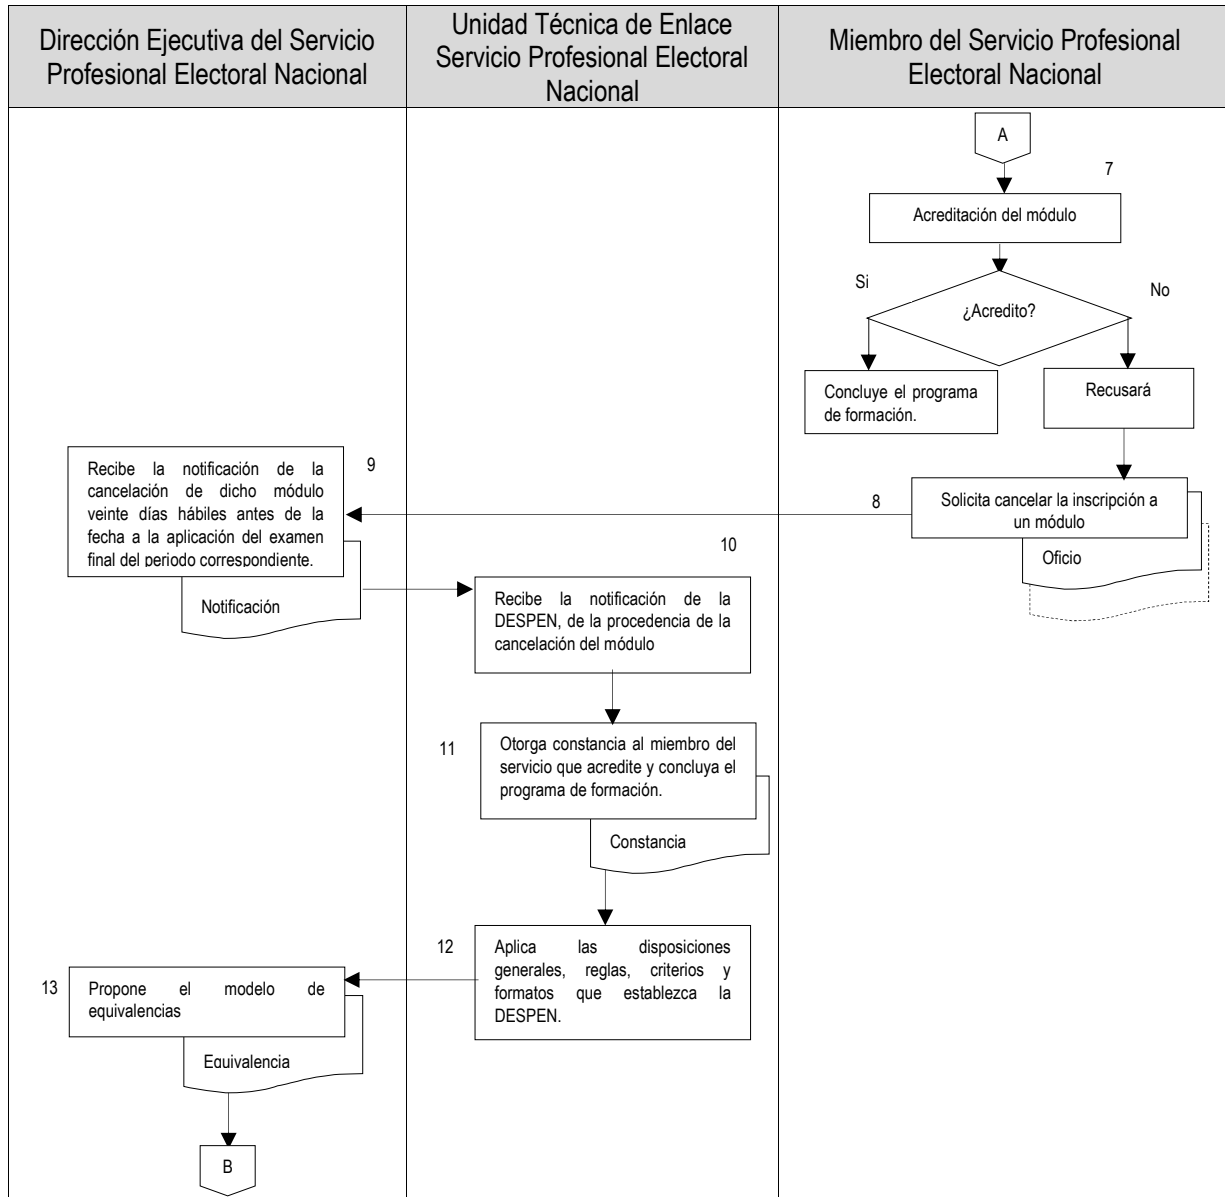 Dirección Ejecutiva del Servicio
Profesional Electoral Nacional
Unidad Técnica de Enlace
Servicio Profesional Electoral
Nacional
Miembro del Servicio Profesional
Electoral Nacional
A
7
Acreditación del módulo
Si
¿Acredito?
No
Concluye el programa
de formación.
Recusará
9
Recibe la notificación de la
cancelación de dicho módulo
veinte días hábiles antes de la
fecha a la aplicación del examen
final del periodo correspondiente.
Notificación
8
Solicita cancelar la inscripción a
un módulo
Oficio
10
Recibe la notificación de la
DESPEN, de la procedencia de la
cancelación del módulo
11
Otorga constancia al miembro del
servicio que acredite y concluya el
programa de formación.
Constancia
12
Aplica las disposiciones
generales, reglas, criterios y
formatos que establezca la
DESPEN.
13
Propone el modelo de
equivalencias
Equivalencia
B